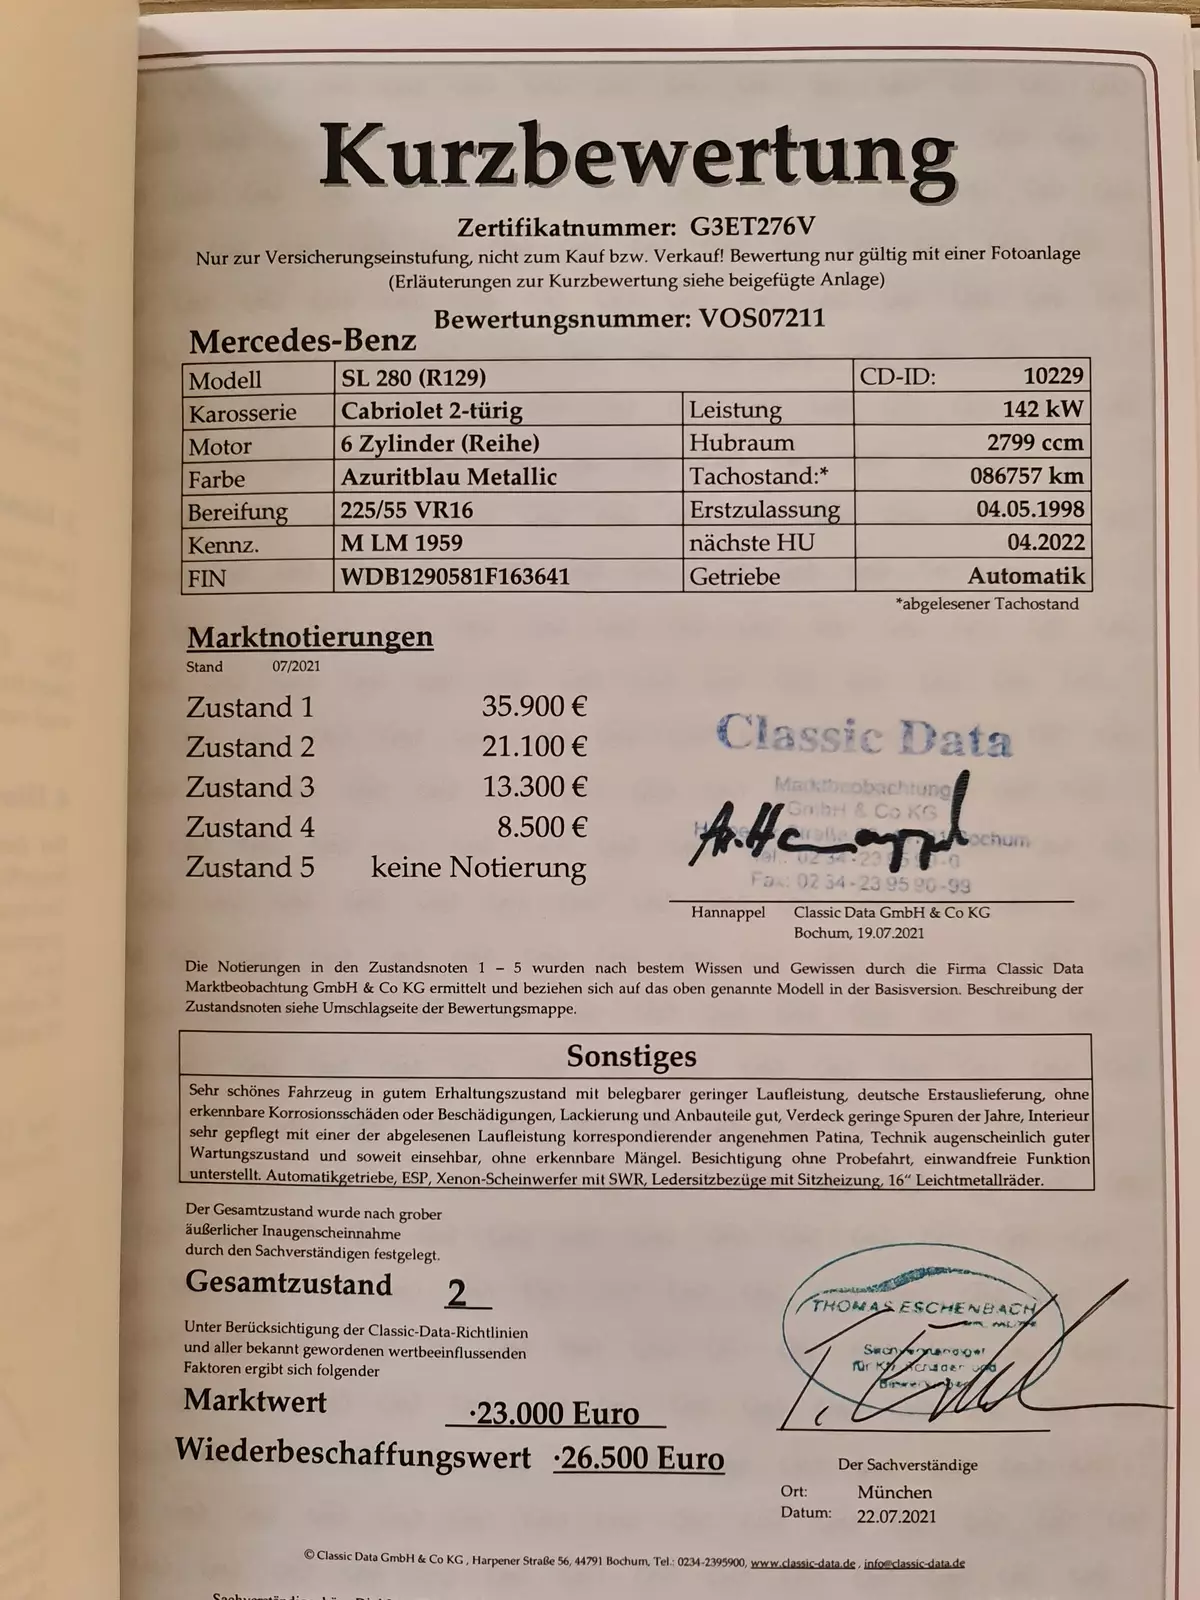 Kurzbewertung
Zertifikatnummer: G3ET276V
Nur zur Versicherungseinstufung, nicht zum Kauf bzw. Verkauf! Bewertung nur gültig mit einer Fotoanlage
(Erläuterungen zur Kurzbewertung siehe beigefügte Anlage)
Bewertungsnummer: VOS07211
Mercedes-Benz
Modell SL 280 (R129) CD-ID: 10229
Karosserie Cabriolet 2-türig Leistung 142 kW
Motor 6 Zylinder (Reihe) Hubraum 2799 ccm
Farbe Azuritblau Metallic Tachostand:* 086757 km
Bereifung 225/55 VR16 Erstzulassung 04.05.1998
Kennz. M LM 1959 nächste HU 04.2022
FIN WDB1290581F163641 Getriebe Automatik
*abgelesener Tachostand
Marktnotierungen
Stand 07/2021
Zustand 1 35.900 €
Zustand 2 21.100 €
Zustand 3 13.300 €
Zustand 4 8.500 €
Zustand 5 keine Notierung
Classic Data
Marktbeobachtung
GmbH & Co KG
Bochum
Fax: 02 34-23 95 90-99
Hannappel Classic Data GmbH & Co KG
Bochum, 19.07.2021
Die Notierungen in den Zustandsnoten 1 – 5 wurden nach bestem Wissen und Gewissen durch die Firma Classic Data
Marktbeobachtung GmbH & Co KG ermittelt und beziehen sich auf das oben genannte Modell in der Basisversion. Beschreibung der
Zustandsnoten siehe Umschlagseite der Bewertungsmappe.
Sonstiges
Sehr schönes Fahrzeug in gutem Erhaltungszustand mit belegbarer geringer Laufleistung, deutsche Erstauslieferung, ohne
erkennbare Korrosionsschäden oder Beschädigungen, Lackierung und Anbauteile gut, Verdeck geringe Spuren der Jahre, Interieur
sehr gepflegt mit einer der abgelesenen Laufleistung korrespondierender angenehmen Patina, Technik augenscheinlich guter
Wartungszustand und soweit einsehbar, ohne erkennbare Mängel. Besichtigung ohne Probefahrt, einwandfreie Funktion
unterstellt. Automatikgetriebe, ESP, Xenon-Scheinwerfer mit SWR, Ledersitzbezüge mit Sitzheizung, 16“ Leichtmetallräder.
Der Gesamtzustand wurde nach grober
äußerlicher Inaugenscheinnahme
durch den Sachverständigen festgelegt.
Gesamtzustand 2
Unter Berücksichtigung der Classic-Data-Richtlinien
und aller bekannt gewordenen wertbeeinflussenden
Faktoren ergibt sich folgender
Marktwert ·23.000 Euro
Wiederbeschaffungswert ·26.500 Euro
THOMAS ESCHENBACH
Der Sachverständige
Ort: München
Datum: 22.07.2021
© Classic Data GmbH & Co KG , Harpener Straße 56, 44791 Bochum, Tel.: 0234-2395900, www.classic-data.de , info@classic-data.de